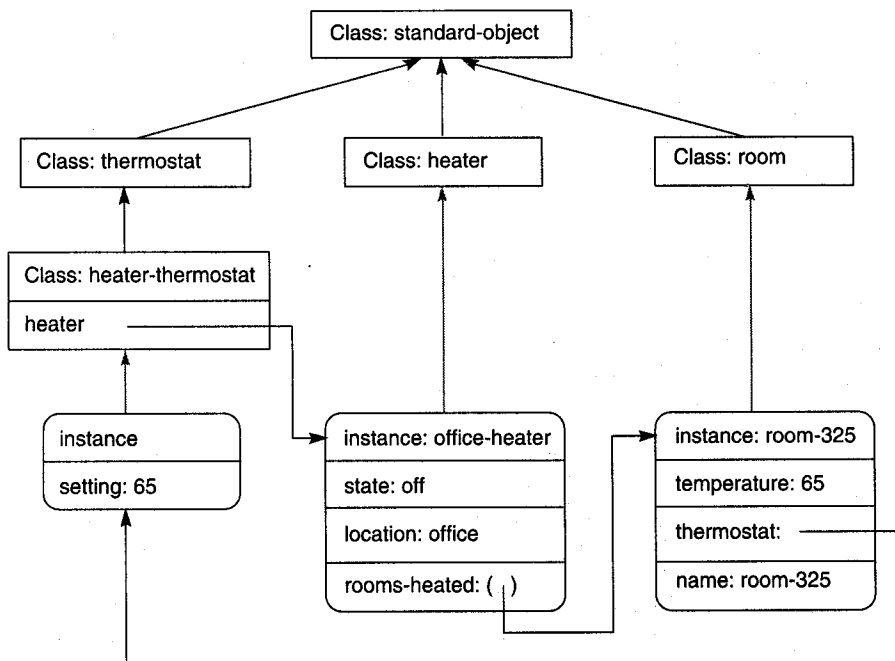 Class: standard-object
Class: thermostat
Class: heater
Class: room
Class: heater-thermostat
heater
instance
setting: 65
instance: office-heater
state: off
location: office
rooms-heated: ( )
instance: room-325
temperature: 65
thermostat:
name: room-325